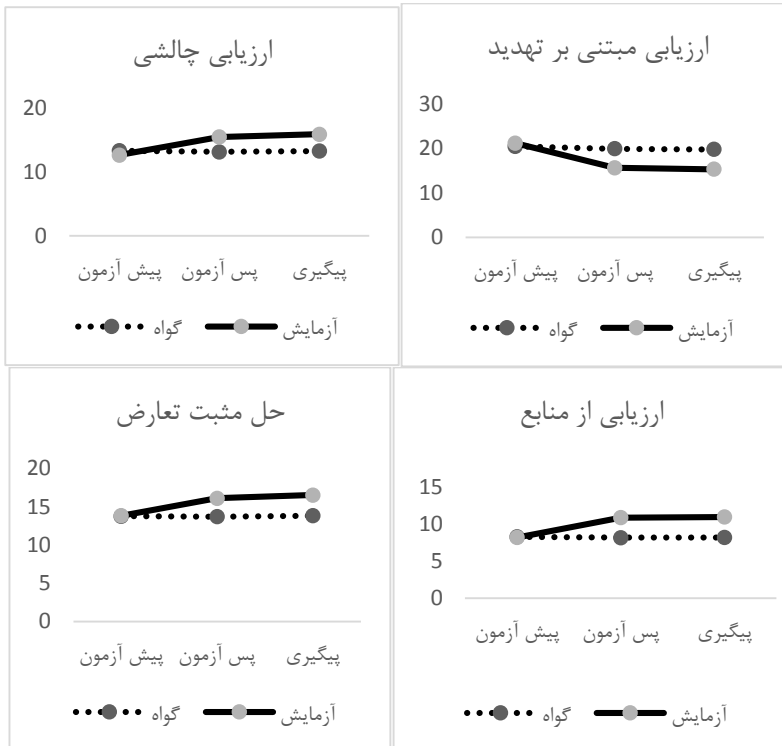 ارزیابی چالشی
20
10
0
پیش آزمون پس آزمون پیگیری
گواه آزمایش
ارزیابی مبتنی بر تهدید
30
20
10
0
پیش آزمون پس آزمون پیگیری
گواه آزمایش
حل مثبت تعارض
20
15
10
5
0
پیش آزمون پس آزمون پیگیری
گواه آزمایش
ارزیابی از منابع
15
10
5
0
پیش آزمون پس آزمون پیگیری
گواه آزمایش